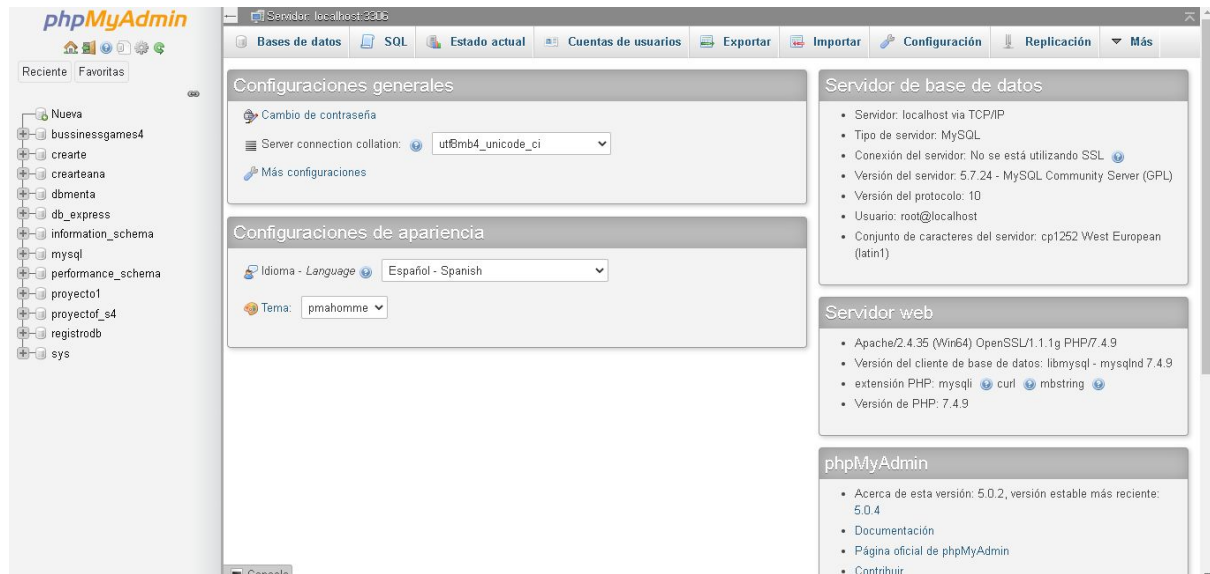 phpMyAdmin
Reciente Favoritas
Nueva
bussinessgames4
crearte
crearteana
dbmenta
db_express
information_schema
mysql
performance_schema
proyecto1
proyectof_s4
registrodb
sys
Servidor: localhost:3306
Bases de datos SQL Estado actual Cuentas de usuarios Exportar Importar Configuración Replicación Más
Configuraciones generales
Cambio de contraseña
Server connection collation: utf8mb4_unicode_ci
Más configuraciones
Configuraciones de apariencia
Idioma - Language Español - Spanish
Tema: pmahomme
Servidor de base de datos
Servidor: localhost via TCP/IP
Tipo de servidor: MySQL
Conexión del servidor: No se está utilizando SSL
Versión del servidor: 5.7.24 - MySQL Community Server (GPL)
Versión del protocolo: 10
Usuario: root@localhost
Conjunto de caracteres del servidor: cp1252 West European
(latin1)
Servidor web
Apache/2.4.35 (Win64) OpenSSL/1.1.1g PHP/7.4.9
Versión del cliente de base de datos: libmysql - mysqlnd 7.4.9
extensión PHP: mysqli curl mbstring
Versión de PHP: 7.4.9
phpMyAdmin
Acerca de esta versión: 5.0.2, versión estable más reciente:
5.0.4
Documentación
Página oficial de phpMyAdmin
Contribuir
Consola